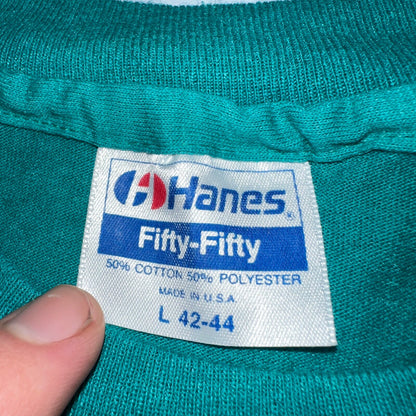 Hanes®
Fifty-Fifty
50% COTTON 50% POLYESTER
MADE IN U.S.A
L 42-44